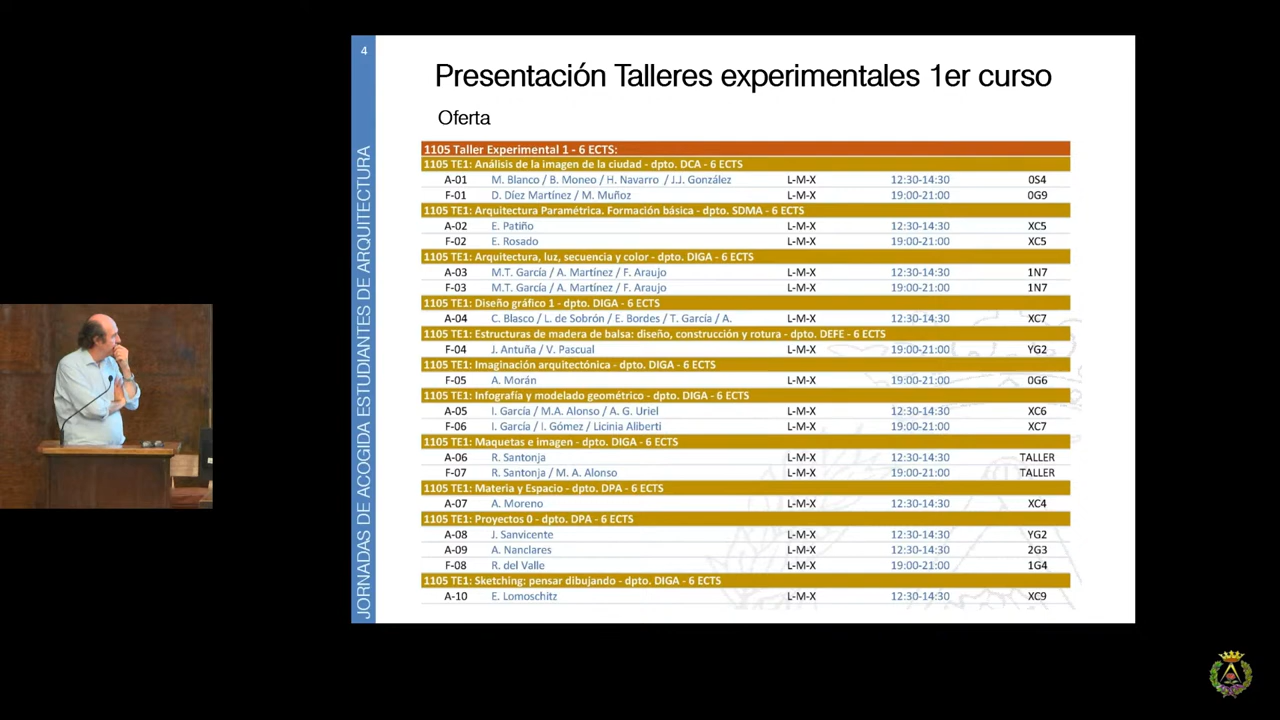 4
JORNADAS DE ACOGIDA ESTUDIANTES DE ARQUITECTURA
Presentación Talleres experimentales 1er curso
Oferta
1105 Taller Experimental 1 - 6 ECTS:
1105 TE1: Análisis de la imagen de la ciudad - dpto. DCA - 6 ECTS
A-01 M. Blanco / B. Moneo / H. Navarro / J.J. González L-M-X 12:30-14:30 0S4
F-01 D. Díez Martínez / M. Muñoz L-M-X 19:00-21:00 0G9
1105 TE1: Arquitectura Paramétrica. Formación básica - dpto. SDMA - 6 ECTS
A-02 E. Patiño L-M-X 12:30-14:30 XC5
F-02 E. Rosado L-M-X 19:00-21:00 XC5
1105 TE1: Arquitectura, luz, secuencia y color - dpto. DIGA - 6 ECTS
A-03 M.T. García / A. Martínez / F. Araujo L-M-X 12:30-14:30 1N7
F-03 M.T. García / A. Martínez / F. Araujo L-M-X 19:00-21:00 1N7
1105 TE1: Diseño gráfico 1 - dpto. DIGA - 6 ECTS
A-04 C. Blasco / L. de Sobrón / E. Bordes / T. García / A. L-M-X 12:30-14:30 XC7
1105 TE1: Estructuras de madera de balsa: diseño, construcción y rotura - dpto. DEFE - 6 ECTS
F-04 J. Antuña / V. Pascual L-M-X 19:00-21:00 YG2
1105 TE1: Imaginación arquitectónica - dpto. DIGA - 6 ECTS
F-05 A. Morán L-M-X 19:00-21:00 0G6
1105 TE1: Infografía y modelado geométrico - dpto. DIGA - 6 ECTS
A-05 I. García / M.A. Alonso / A. G. Uriel L-M-X 12:30-14:30 XC6
F-06 I. García / I. Gómez / Licinia Aliberti L-M-X 19:00-21:00 XC7
1105 TE1: Maquetas e imagen - dpto. DIGA - 6 ECTS
A-06 R. Santonja L-M-X 12:30-14:30 TALLER
F-07 R. Santonja / M. A. Alonso L-M-X 19:00-21:00 TALLER
1105 TE1: Materia y Espacio - dpto. DPA - 6 ECTS
A-07 A. Moreno L-M-X 12:30-14:30 XC4
1105 TE1: Proyectos 0 - dpto. DPA - 6 ECTS
A-08 J. Sanvicente L-M-X 12:30-14:30 YG2
A-09 A. Nanclares L-M-X 12:30-14:30 2G3
F-08 R. del Valle L-M-X 19:00-21:00 1G4
1105 TE1: Sketching: pensar dibujando - dpto. DIGA - 6 ECTS
A-10 E. Lomoschitz L-M-X 12:30-14:30 XC9